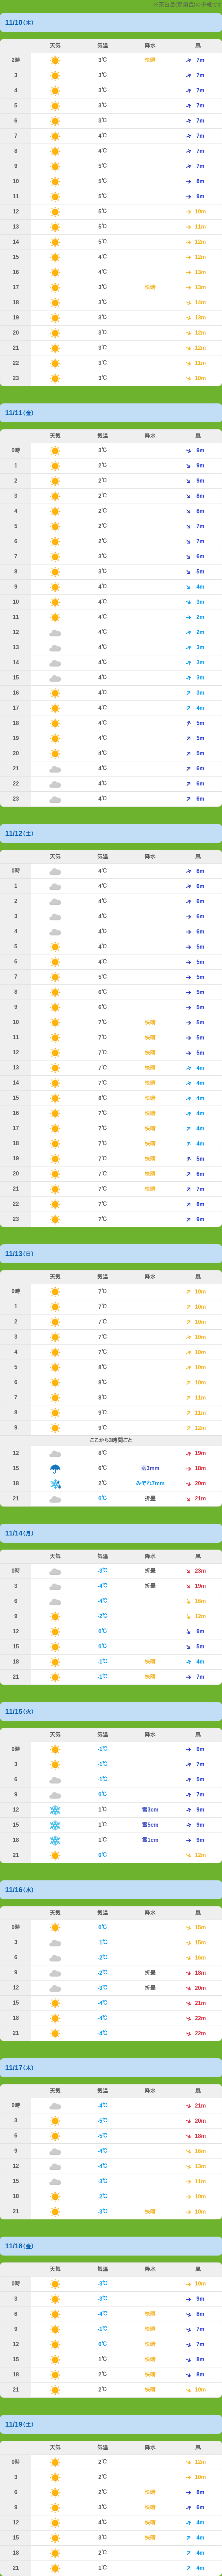 11/10(木)
天気 気温 降水 風
2時 3℃ 快晴 7m
3 3℃ 7m
4 3℃ 7m
5 3℃ 7m
6 3℃ 7m
7 4℃ 7m
8 4℃ 7m
9 5℃ 7m
10 5℃ 8m
11 5℃ 9m
12 5℃ 10m
13 5℃ 11m
14 5℃ 12m
15 4℃ 12m
16 4℃ 13m
17 3℃ 快晴 13m
18 3℃ 14m
19 3℃ 13m
20 3℃ 12m
21 3℃ 12m
22 3℃ 11m
23 3℃ 10m
11/11(金)
天気 気温 降水 風
0時 3℃ 9m
1 2℃ 9m
2 2℃ 9m
3 2℃ 8m
4 2℃ 8m
5 2℃ 7m
6 2℃ 7m
7 3℃ 6m
8 3℃ 5m
9 4℃ 4m
10 4℃ 3m
11 4℃ 2m
12 4℃ 2m
13 4℃ 3m
14 4℃ 3m
15 4℃ 3m
16 4℃ 3m
17 4℃ 4m
18 4℃ 5m
19 4℃ 5m
20 4℃ 5m
21 4℃ 6m
22 4℃ 6m
23 4℃ 6m
11/12(土)
天気 気温 降水 風
0時 4℃ 6m
1 4℃ 6m
2 4℃ 6m
3 4℃ 6m
4 4℃ 6m
5 4℃ 5m
6 4℃ 5m
7 5℃ 5m
8 6℃ 5m
9 6℃ 5m
10 7℃ 快晴 5m
11 7℃ 快晴 5m
12 7℃ 快晴 5m
13 7℃ 快晴 4m
14 7℃ 快晴 4m
15 8℃ 快晴 4m
16 7℃ 快晴 4m
17 7℃ 快晴 4m
18 7℃ 快晴 4m
19 7℃ 快晴 5m
20 7℃ 快晴 6m
21 7℃ 快晴 7m
22 7℃ 8m
23 7℃ 9m
11/13(日)
天気 気温 降水 風
0時 7℃ 10m
1 7℃ 10m
2 7℃ 10m
3 7℃ 10m
4 7℃ 10m
5 8℃ 10m
6 8℃ 10m
7 8℃ 11m
8 9℃ 11m
9 9℃ 12m
ここから3時間ごと
12 8℃ 19m
15 6℃ 雨3mm 18m
18 2℃ みぞれ7mm 20m
21 0℃ 折曇 21m
11/14(月)
天気 気温 降水 風
0時 -3℃ 折曇 23m
3 -4℃ 折曇 19m
6 -4℃ 16m
9 -2℃ 12m
12 0℃ 9m
15 0℃ 5m
18 -1℃ 快晴 4m
21 -1℃ 快晴 7m
11/15(火)
天気 気温 降水 風
0時 -1℃ 9m
3 -1℃ 7m
6 -1℃ 5m
9 0℃ 7m
12 1℃ 雪3cm 9m
15 1℃ 雪5cm 9m
18 1℃ 雪1cm 9m
21 0℃ 12m
11/16(水)
天気 気温 降水 風
0時 0℃ 15m
3 -1℃ 15m
6 -2℃ 16m
9 -2℃ 折曇 18m
12 -3℃ 折曇 20m
15 -4℃ 21m
18 -4℃ 22m
21 -4℃ 22m
11/17(木)
天気 気温 降水 風
0時 -4℃ 21m
3 -5℃ 20m
6 -5℃ 18m
9 -4℃ 16m
12 -4℃ 13m
15 -3℃ 11m
18 -2℃ 10m
21 -3℃ 快晴 10m
11/18(金)
天気 気温 降水 風
0時 -3℃ 10m
3 -3℃ 9m
6 -4℃ 快晴 8m
9 -1℃ 快晴 7m
12 0℃ 快晴 7m
15 1℃ 快晴 8m
18 2℃ 快晴 8m
21 2℃ 快晴 10m
11/19(土)
天気 気温 降水 風
0時 2℃ 12m
3 2℃ 10m
6 2℃ 快晴 8m
9 3℃ 快晴 6m
12 4℃ 快晴 4m
15 3℃ 快晴 4m
18 2℃ 4m
21 1℃ 4m